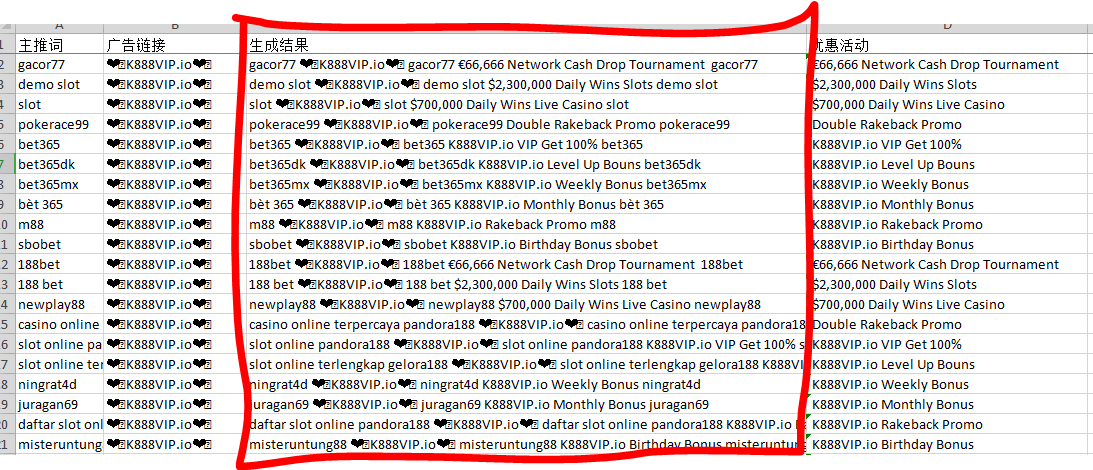 A B C D
1 主推词 广告链接 生成结果 优惠活动
2 gacor77 ❤️K888VIP.io❤️ gacor77 ❤️K888VIP.io❤️ gacor77 €66,666 Network Cash Drop Tournament gacor77 €66,666 Network Cash Drop Tournament
3 demo slot ❤️K888VIP.io❤️ demo slot ❤️K888VIP.io❤️ demo slot $2,300,000 Daily Wins Slots demo slot $2,300,000 Daily Wins Slots
4 slot ❤️K888VIP.io❤️ slot ❤️K888VIP.io❤️ slot $700,000 Daily Wins Live Casino slot $700,000 Daily Wins Live Casino
5 pokerace99 ❤️K888VIP.io❤️ pokerace99 ❤️K888VIP.io❤️ pokerace99 Double Rakeback Promo pokerace99 Double Rakeback Promo
6 bet365 ❤️K888VIP.io❤️ bet365 ❤️K888VIP.io❤️ bet365 K888VIP.io VIP Get 100% bet365 K888VIP.io VIP Get 100%
7 bet365dk ❤️K888VIP.io❤️ bet365dk ❤️K888VIP.io❤️ bet365dk K888VIP.io Level Up Bouns bet365dk K888VIP.io Level Up Bouns
8 bet365mx ❤️K888VIP.io❤️ bet365mx ❤️K888VIP.io❤️ bet365mx K888VIP.io Weekly Bonus bet365mx K888VIP.io Weekly Bonus
9 bèt 365 ❤️K888VIP.io❤️ bèt 365 ❤️K888VIP.io❤️ bèt 365 K888VIP.io Monthly Bonus bèt 365 K888VIP.io Monthly Bonus
10 m88 ❤️K888VIP.io❤️ m88 ❤️K888VIP.io❤️ m88 K888VIP.io Rakeback Promo m88 K888VIP.io Rakeback Promo
11 sbobet ❤️K888VIP.io❤️ sbobet ❤️K888VIP.io❤️ sbobet K888VIP.io Birthday Bonus sbobet K888VIP.io Birthday Bonus
12 188bet ❤️K888VIP.io❤️ 188bet ❤️K888VIP.io❤️ 188bet €66,666 Network Cash Drop Tournament 188bet €66,666 Network Cash Drop Tournament
13 188 bet ❤️K888VIP.io❤️ 188 bet ❤️K888VIP.io❤️ 188 bet $2,300,000 Daily Wins Slots 188 bet $2,300,000 Daily Wins Slots
14 newplay88 ❤️K888VIP.io❤️ newplay88 ❤️K888VIP.io❤️ newplay88 $700,000 Daily Wins Live Casino newplay88 $700,000 Daily Wins Live Casino
15 casino online ❤️K888VIP.io❤️ casino online terpercaya pandora188 ❤️K888VIP.io❤️ casino online terpercaya pandora18 Double Rakeback Promo
16 slot online pa ❤️K888VIP.io❤️ slot online pandora188 ❤️K888VIP.io❤️ slot online pandora188 K888VIP.io VIP Get 100% s K888VIP.io VIP Get 100%
17 slot online ter ❤️K888VIP.io❤️ slot online terlengkap gelora188 ❤️K888VIP.io❤️ slot online terlengkap gelora188 K888VI K888VIP.io Level Up Bouns
18 ningrat4d ❤️K888VIP.io❤️ ningrat4d ❤️K888VIP.io❤️ ningrat4d K888VIP.io Weekly Bonus ningrat4d K888VIP.io Weekly Bonus
19 juragan69 ❤️K888VIP.io❤️ juragan69 ❤️K888VIP.io❤️ juragan69 K888VIP.io Monthly Bonus juragan69 K888VIP.io Monthly Bonus
20 daftar slot onl ❤️K888VIP.io❤️ daftar slot online pandora188 ❤️K888VIP.io❤️ daftar slot online pandora188 K888VIP.io K888VIP.io Rakeback Promo
21 misteruntung ❤️K888VIP.io❤️ misteruntung88 ❤️K888VIP.io❤️ misteruntung88 K888VIP.io Birthday Bonus misteruntun K888VIP.io Birthday Bonus